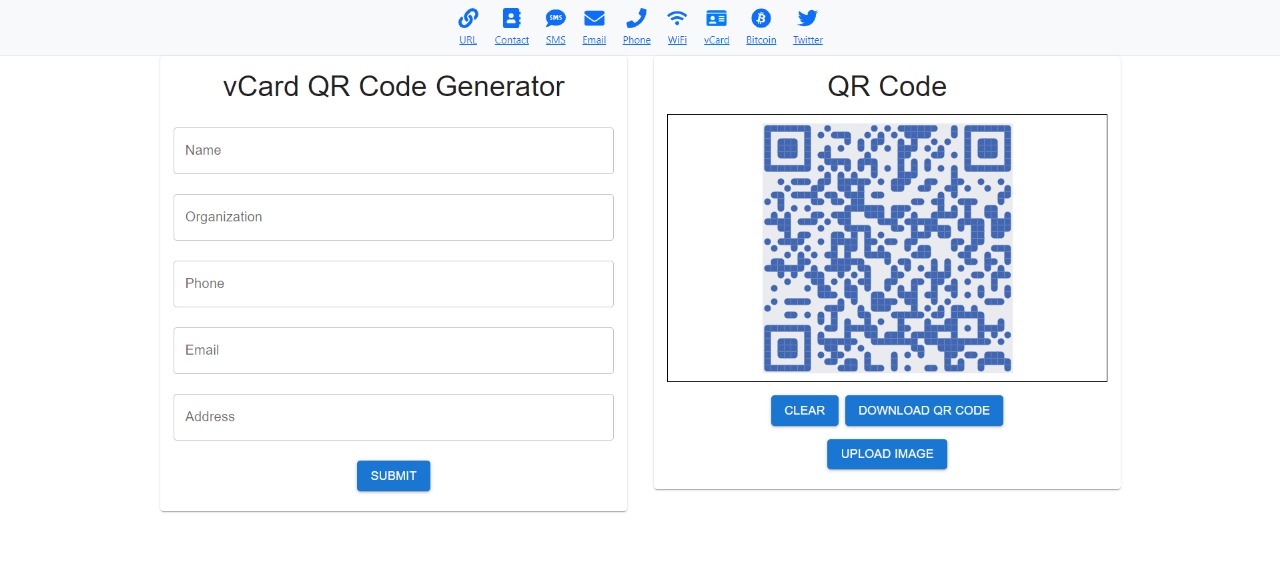 URL Contact SMS Email Phone WiFi vCard Bitcoin Twitter
vCard QR Code Generator
Name
Organization
Phone
Email
Address
SUBMIT
QR Code
CLEAR DOWNLOAD QR CODE
UPLOAD IMAGE